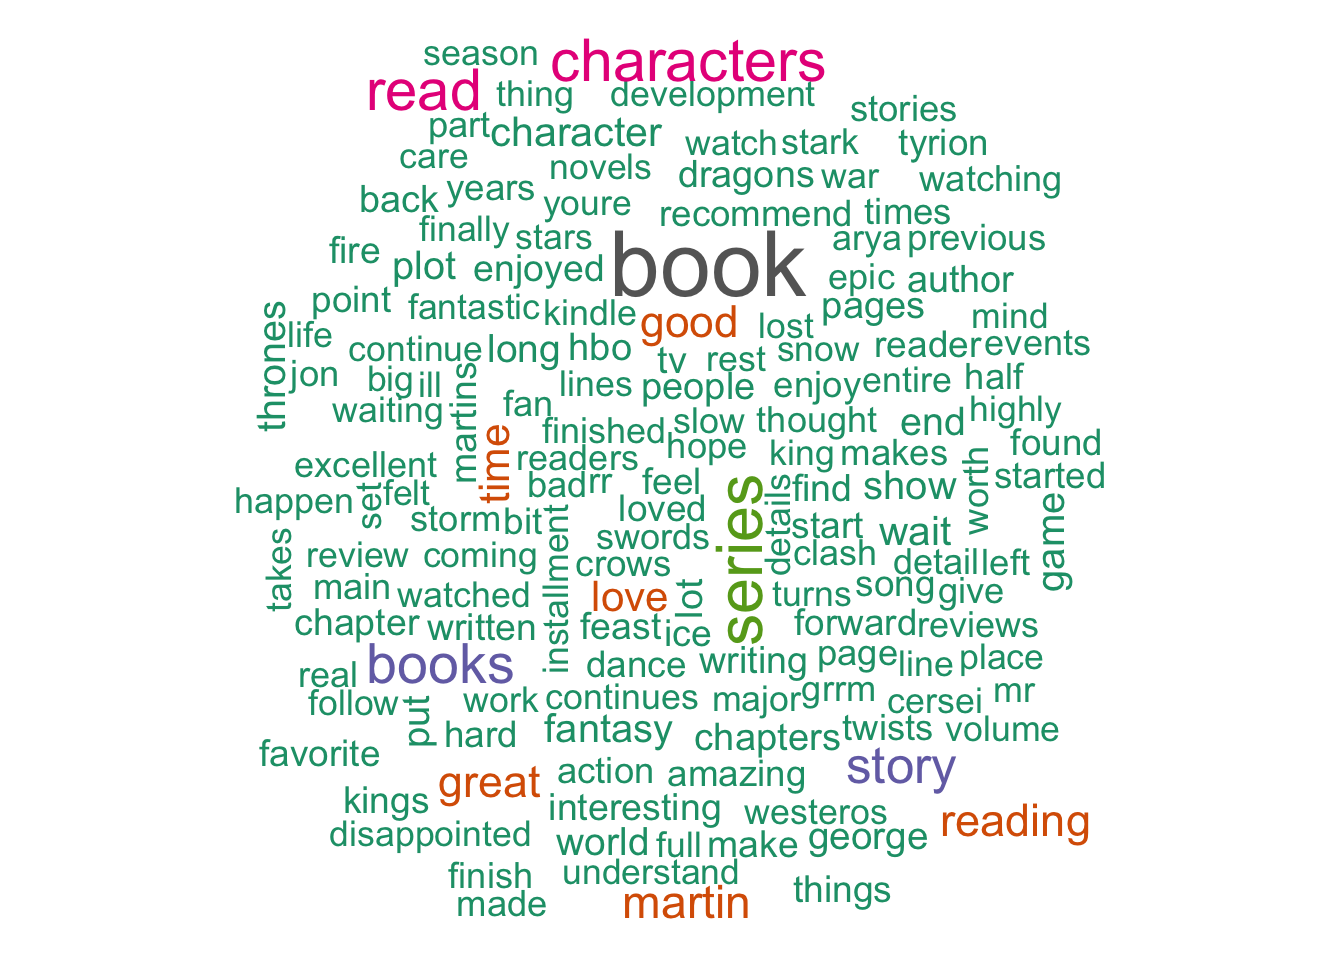 season characters
read thing development
stories
part character watch stark tyrion
care novels dragons war watching
back years youre recommend times
finally stars book arya previous
fire plot enjoyed epic author
point fantastic kindle good lost pages mind
thrones life continue long hbo tv rest snow reader events
jon big ill martins lines people enjoy entire half
waiting fan slow thought end highly
time finished hope king makes found
excellent readers worth started
happen set felt bad rr feel series details find show game
storm bit loved start wait
takes review coming installment swords crows clash detail left
main watched love lot turns song give
chapter written feast ice forward reviews
real books dance writing page line place
follow put work continues major grrm cersei mr
favorite hard fantasy chapters twists volume
great action amazing story
kings interesting westeros reading
disappointed world full make george
finish understand things
made martin